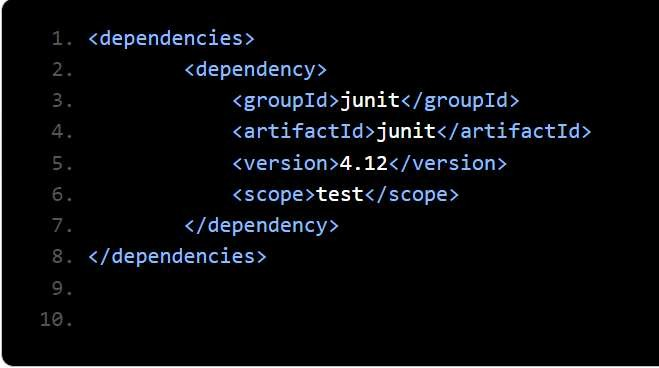 1. <dependencies>
2.         <dependency>
3.             <groupId>junit</groupId>
4.             <artifactId>junit</artifactId>
5.             <version>4.12</version>
6.             <scope>test</scope>
7.         </dependency>
8. </dependencies>
9.
10.